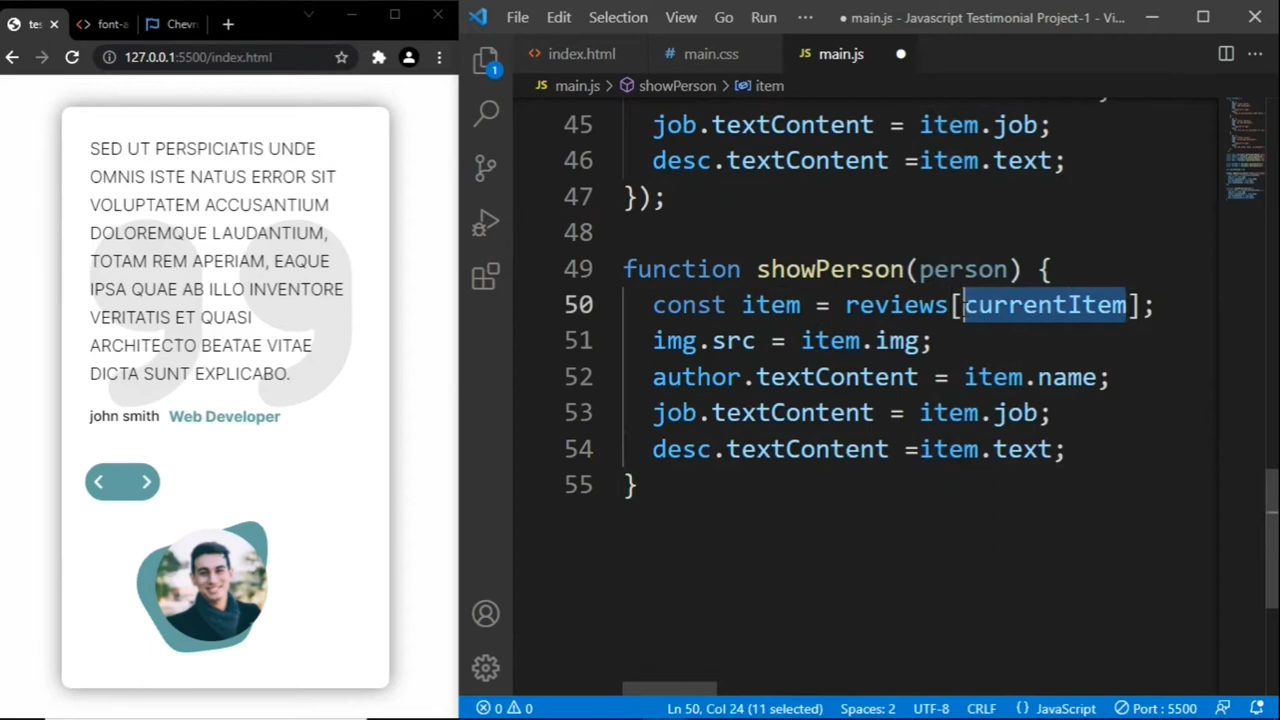 tes
font-a
Chevr
127.0.0.1:5500/index.html
SED UT PERSPICIATIS UNDE
OMNIS ISTE NATUS ERROR SIT
VOLUPTATEM ACCUSANTIUM
DOLOREMQUE LAUDANTIUM,
TOTAM REM APERIAM, EAQUE
IPSA QUAE AB ILLO INVENTORE
VERITATIS ET QUASI
ARCHITECTO BEATAE VITAE
DICTA SUNT EXPLICABO.
john smith Web Developer
File Edit Selection View Go Run ··· ● main.js - Javascript Testimonial Project-1 - Vi...
<> index.html # main.css JS main.js ●
JS main.js > showPerson > item
45 job.textContent = item.job;
46 desc.textContent =item.text;
47 });
48
49 function showPerson(person) {
50 const item = reviews[currentItem];
51 img.src = item.img;
52 author.textContent = item.name;
53 job.textContent = item.job;
54 desc.textContent =item.text;
55 }
1
0 0 Ln 50, Col 24 (11 selected) Spaces: 2 UTF-8 CRLF {} JavaScript Port : 5500